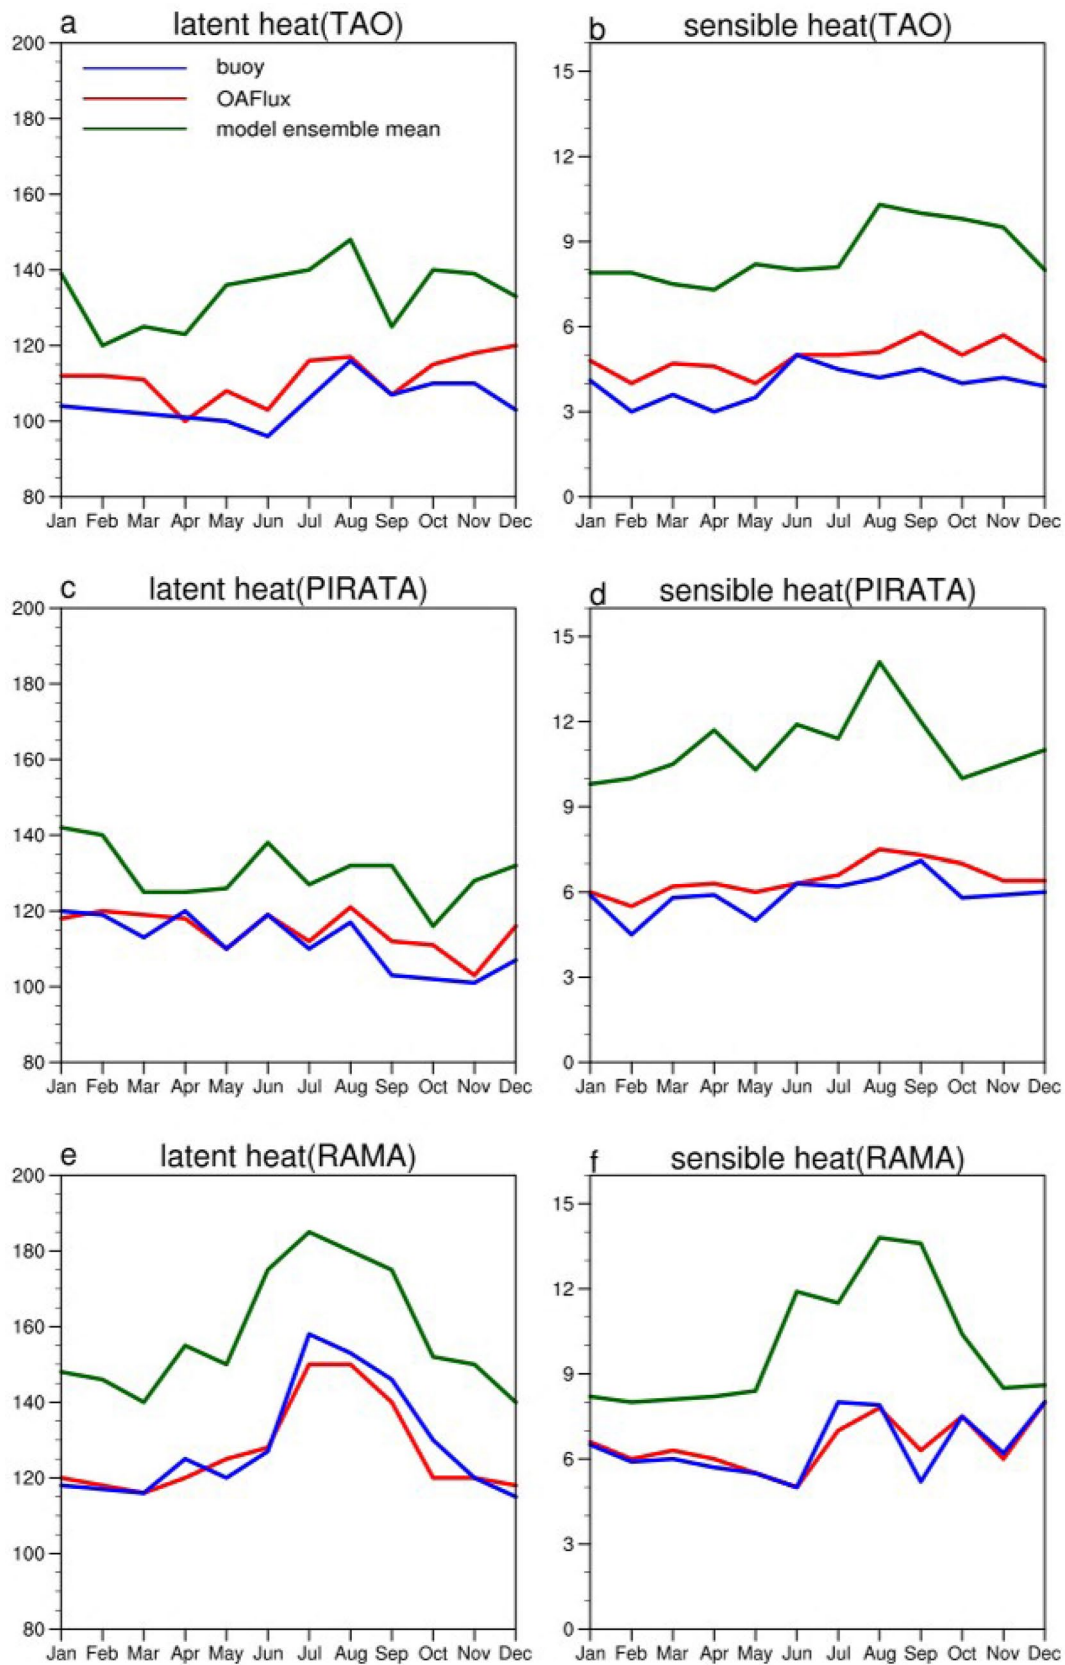 a latent heat(TAO)
200
180
160
140
120
100
80
buoy
OAFlux
model ensemble mean
Jan Feb Mar Apr May Jun Jul Aug Sep Oct Nov Dec
b sensible heat(TAO)
15
12
9
6
3
0
Jan Feb Mar Apr May Jun Jul Aug Sep Oct Nov Dec
c latent heat(PIRATA)
200
180
160
140
120
100
80
Jan Feb Mar Apr May Jun Jul Aug Sep Oct Nov Dec
d sensible heat(PIRATA)
15
12
9
6
3
0
Jan Feb Mar Apr May Jun Jul Aug Sep Oct Nov Dec
e latent heat(RAMA)
200
180
160
140
120
100
80
Jan Feb Mar Apr May Jun Jul Aug Sep Oct Nov Dec
f sensible heat(RAMA)
15
12
9
6
3
0
Jan Feb Mar Apr May Jun Jul Aug Sep Oct Nov Dec